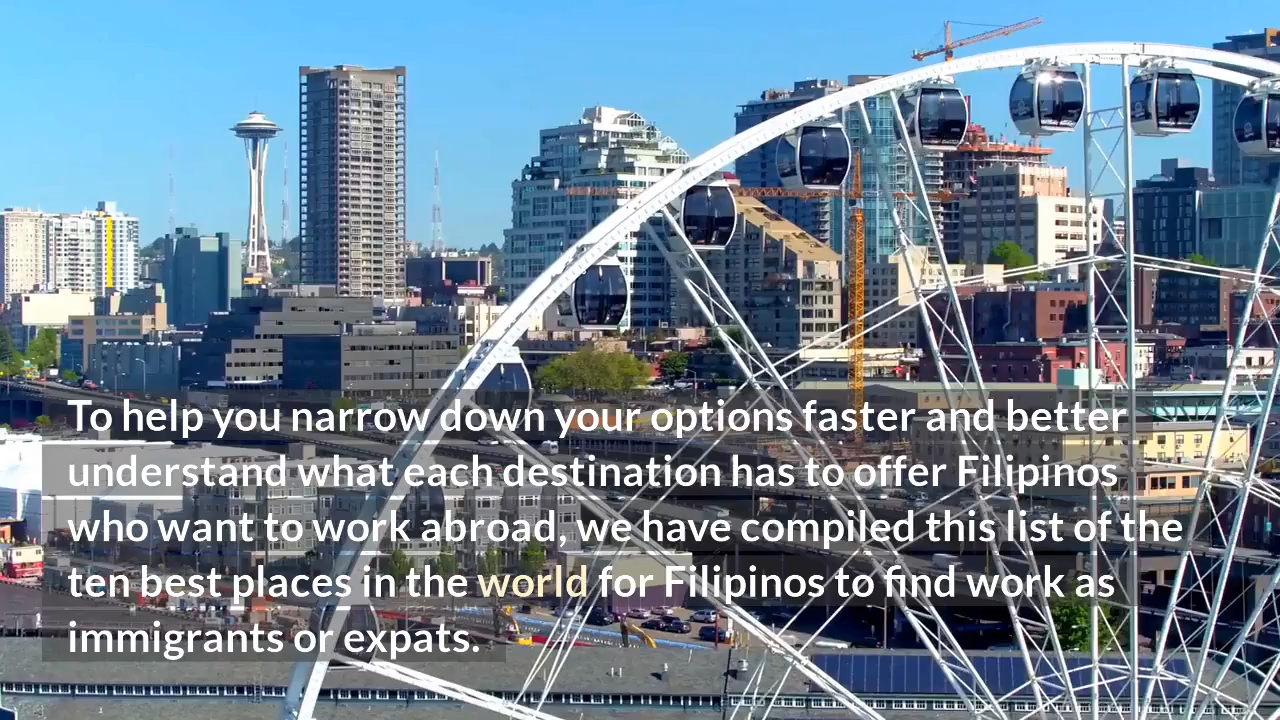 To help you narrow down your options faster and better
understand what each destination has to offer Filipinos
who want to work abroad, we have compiled this list of the
ten best places in the world for Filipinos to find work as
immigrants or expats.